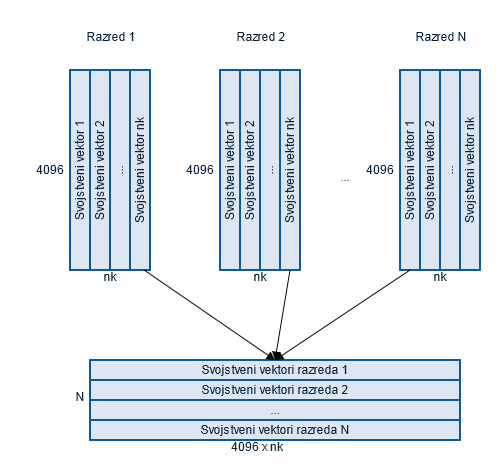 Razred 1
Razred 2
Razred N
4096
Svojstveni vektor 1
Svojstveni vektor 2
...
Svojstveni vektor nk
nk
4096
Svojstveni vektor 1
Svojstveni vektor 2
...
Svojstveni vektor nk
nk
...
4096
Svojstveni vektor 1
Svojstveni vektor 2
...
Svojstveni vektor nk
nk
N
Svojstveni vektori razreda 1
Svojstveni vektori razreda 2
...
Svojstveni vektori razreda N
4096 x nk